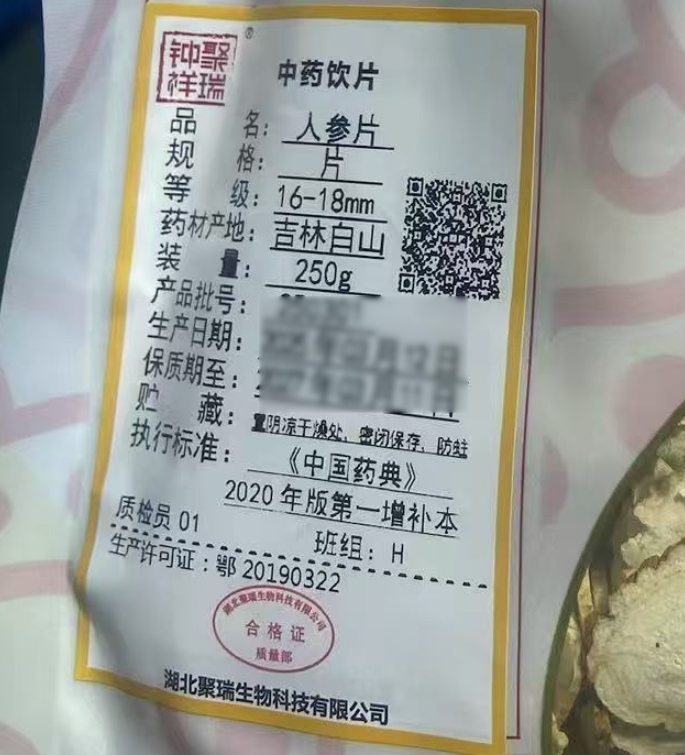 聚瑞
钟祥
®
中药饮片
品名：人参片
规格：片
等级：16-18mm
药材产地：吉林白山
装量：250g
产品批号：
生产日期：
保质期至：
贮藏：置阴凉干燥处，密闭保存，防蛀
执行标准：《中国药典》
2020年版第一增补本
质检员 01
班组：H
生产许可证：鄂 20190322
湖北聚瑞生物科技有限公司
合格证
质量部
湖北聚瑞生物科技有限公司